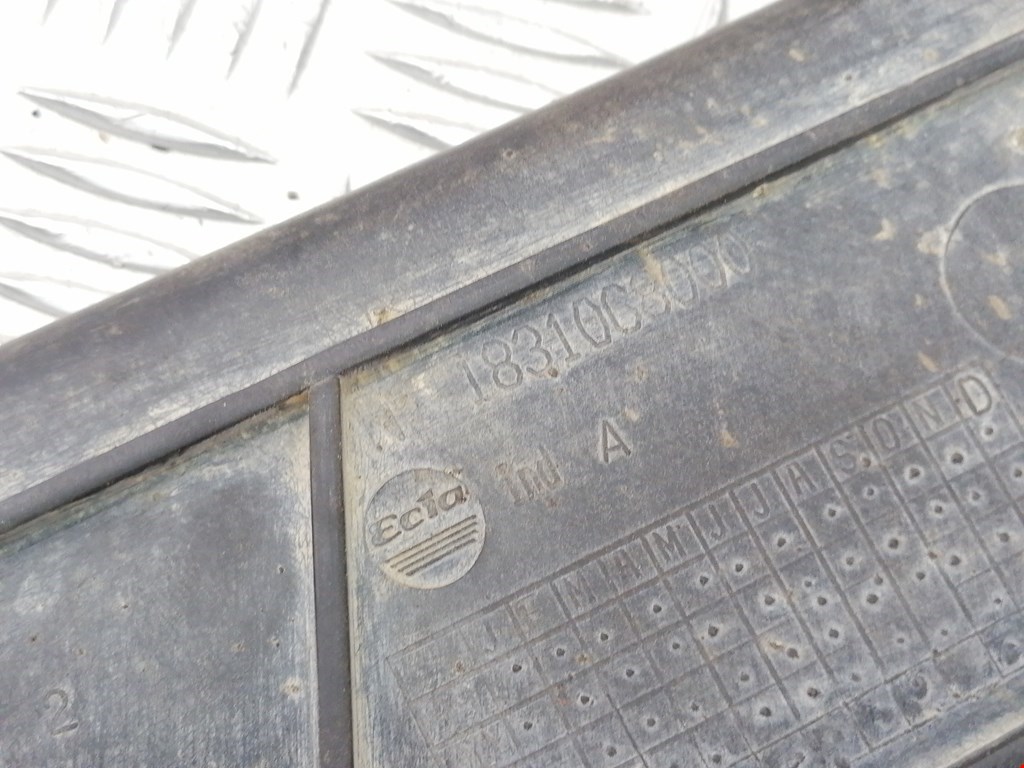 N° 18310C3000
Ind A
Ecia
J F M A M J J A S O N D
2